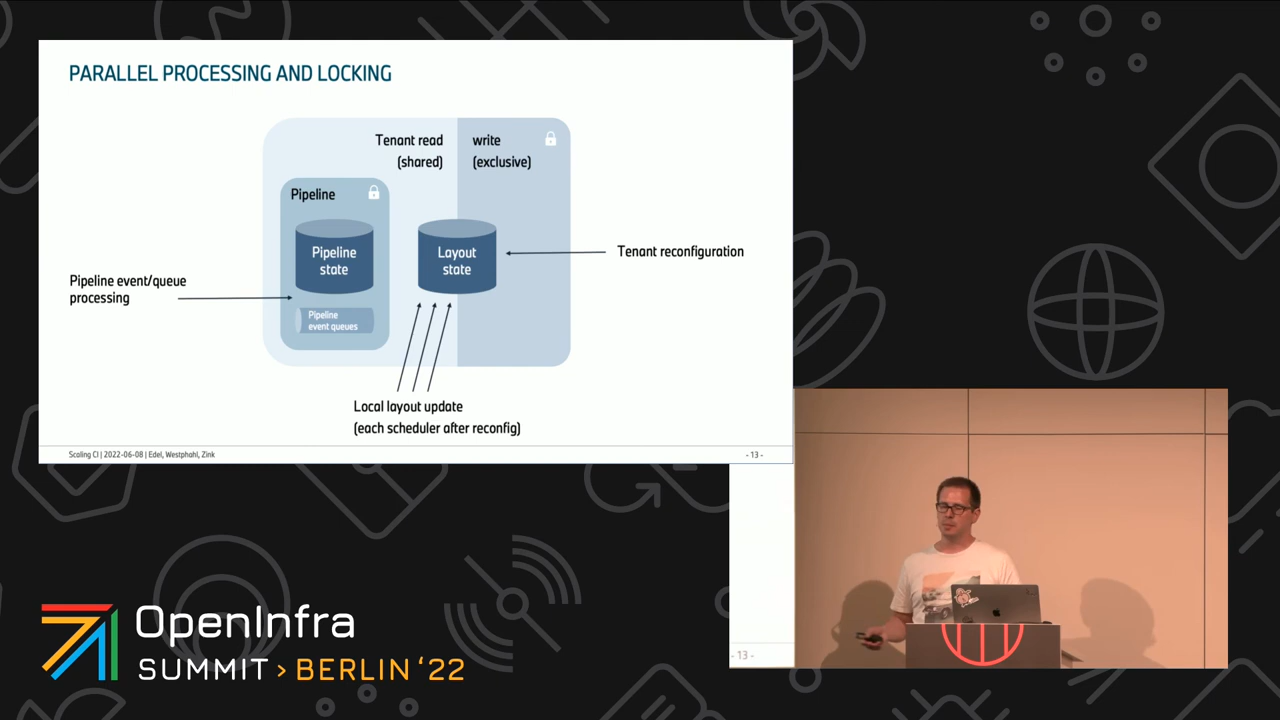 PARALLEL PROCESSING AND LOCKING
Tenant read
(shared)
write
(exclusive)
Pipeline
Pipeline
state
Layout
state
Tenant reconfiguration
Pipeline event/queue
processing
Pipeline
event queues
Local layout update
(each scheduler after reconfig)
Scaling CI | 2022-06-08 | Edel, Westphahl, Zink
- 13 -
- 13 -
OpenInfra
SUMMIT > BERLIN '22